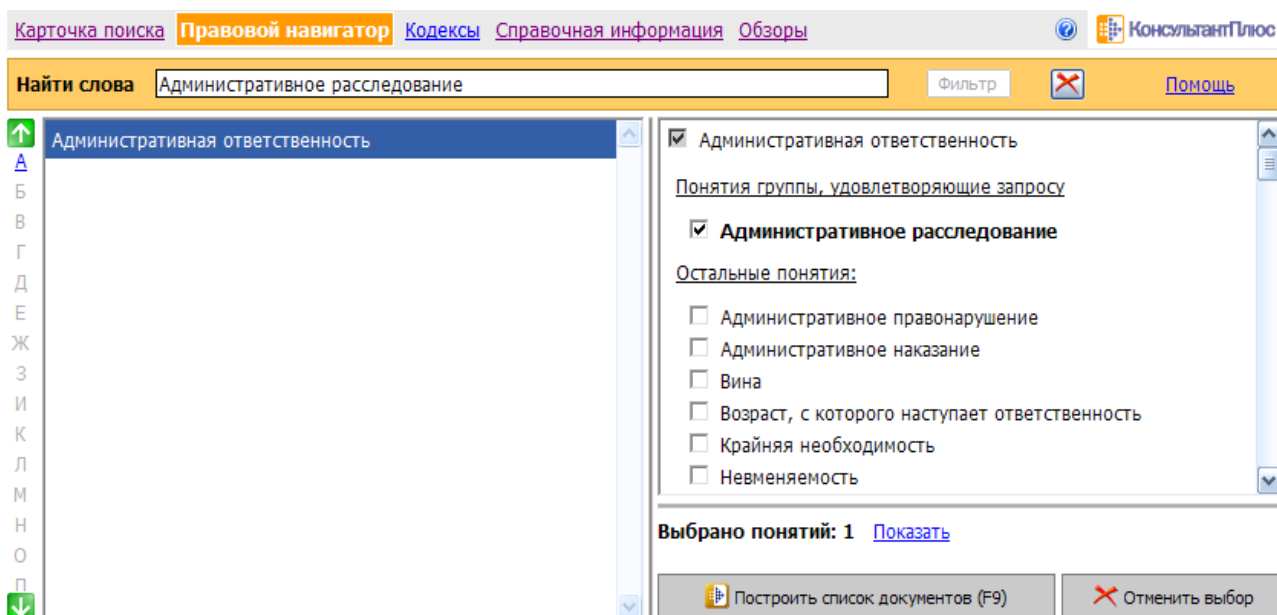 Карточка поиска Правовой навигатор Кодексы Справочная информация Обзоры ? КонсультантПлюс
Найти слова Административное расследование Фильтр Помощь
Административная ответственность
А
Б
В
Г
Д
Е
Ж
З
И
К
Л
М
Н
О
П
Административная ответственность
Понятия группы, удовлетворяющие запросу
Административное расследование
Остальные понятия:
Административное правонарушение
Административное наказание
Вина
Возраст, с которого наступает ответственность
Крайняя необходимость
Невменяемость
Выбрано понятий: 1 Показать
Построить список документов (F9) Отменить выбор